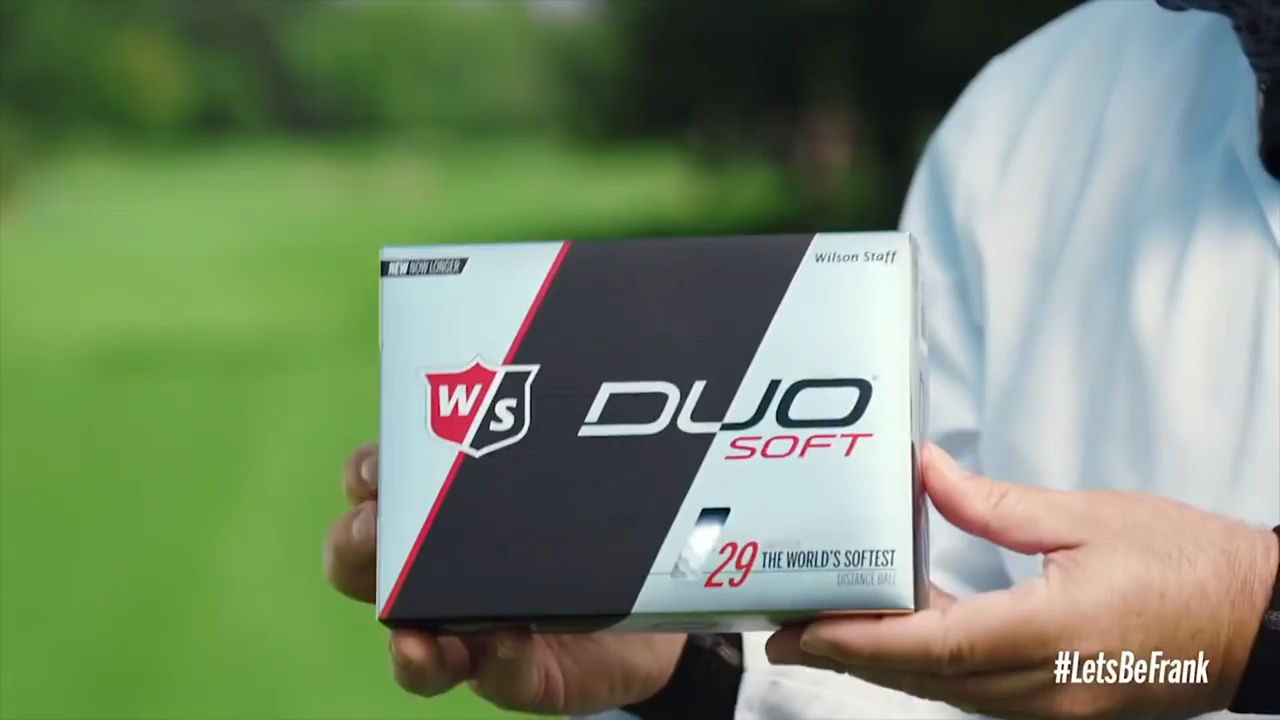 NEW NOW LONGER
Wilson Staff
W/S
DUO
SOFT
29 THE WORLD'S SOFTEST
DISTANCE BALL
#LetsBeFrank